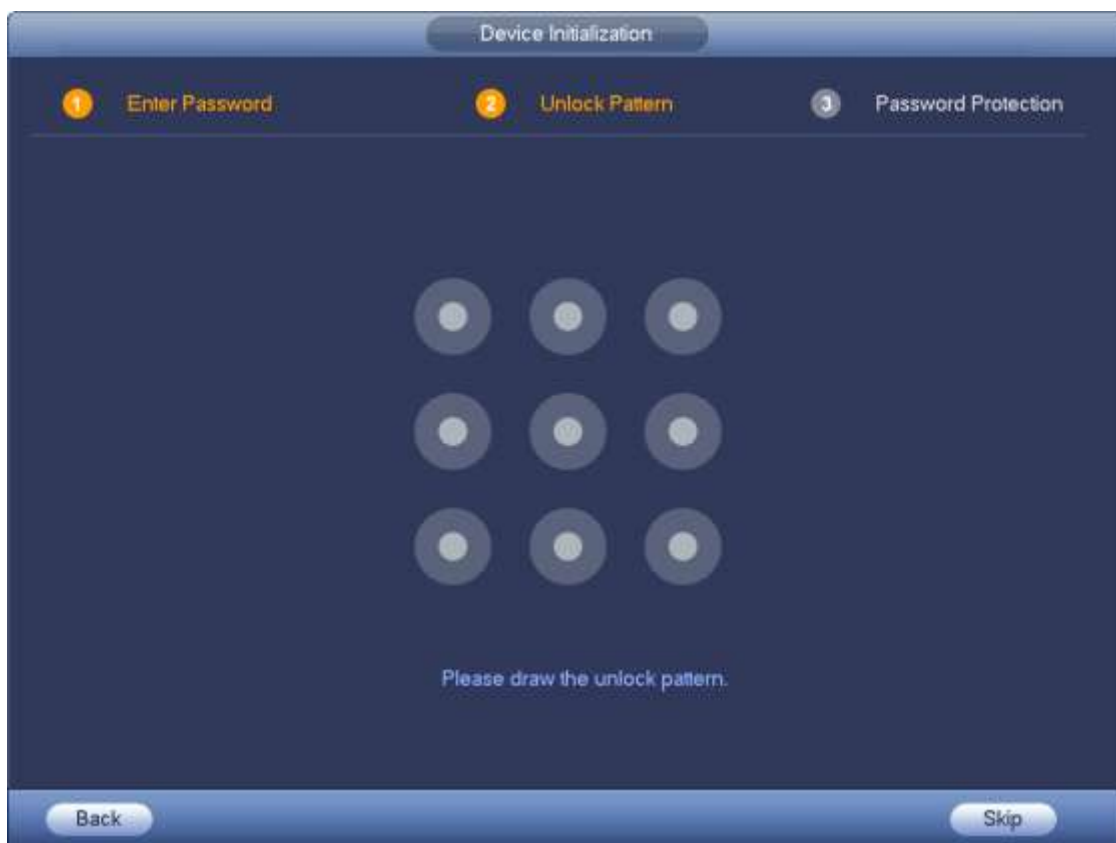 Device Initialization
1 Enter Password 2 Unlock Pattern 3 Password Protection
Please draw the unlock pattern.
Back Skip